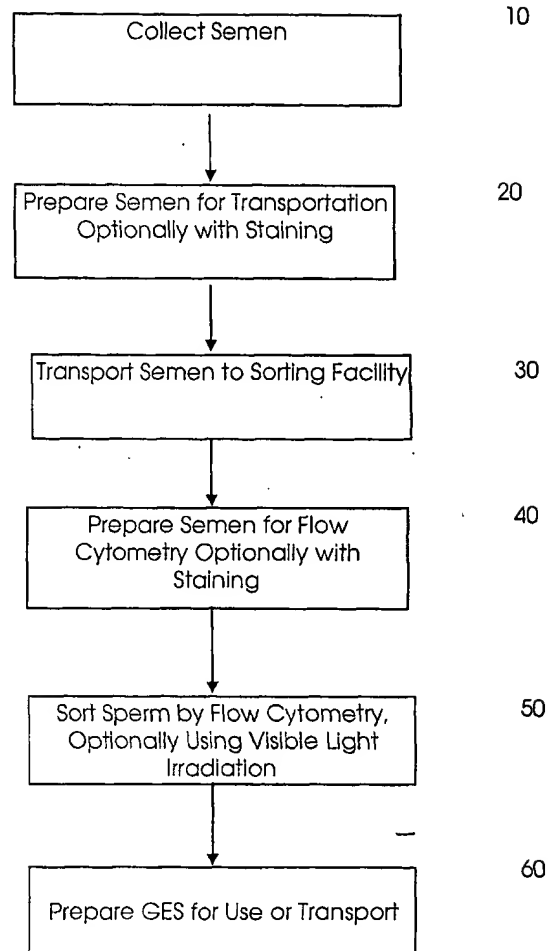 Collect Semen
10
Prepare Semen for Transportation
Optionally with Staining
20
Transport Semen to Sorting Facility
30
Prepare Semen for Flow
Cytometry Optionally with
Staining
40
Sort Sperm by Flow Cytometry,
Optionally Using Visible Light
Irradiation
50
Prepare GES for Use or Transport
60